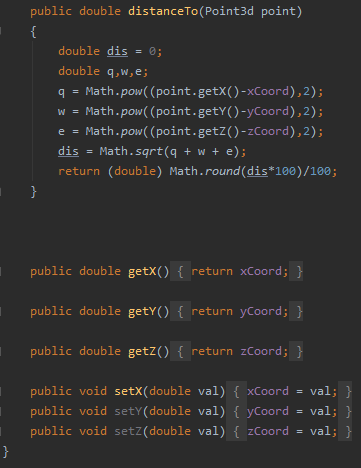 public double distanceTo(Point3d point)
{
double dis = 0;
double q,w,e;
q = Math.pow((point.getX()-xCoord),2);
w = Math.pow((point.getY()-yCoord),2);
e = Math.pow((point.getZ()-zCoord),2);
dis = Math.sqrt(q + w + e);
return (double) Math.round(dis*100)/100;
}
public double getX() { return xCoord; }
public double getY() { return yCoord; }
public double getZ() { return zCoord; }
public void setX(double val) { xCoord = val; }
public void setY(double val) { yCoord = val; }
public void setZ(double val) { zCoord = val; }
}